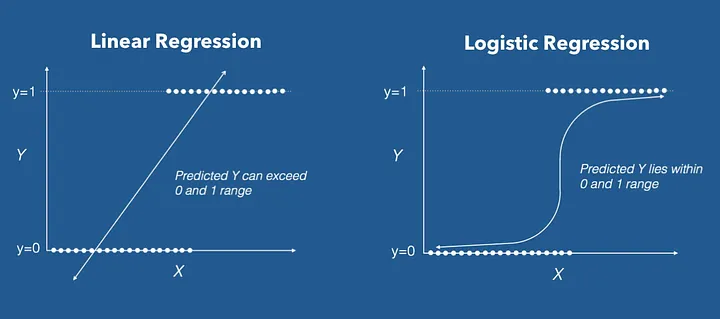 Linear Regression
y=1
Y
Predicted Y can exceed
0 and 1 range
y=0
X
Logistic Regression
y=1
Y
Predicted Y lies within
0 and 1 range
y=0
X